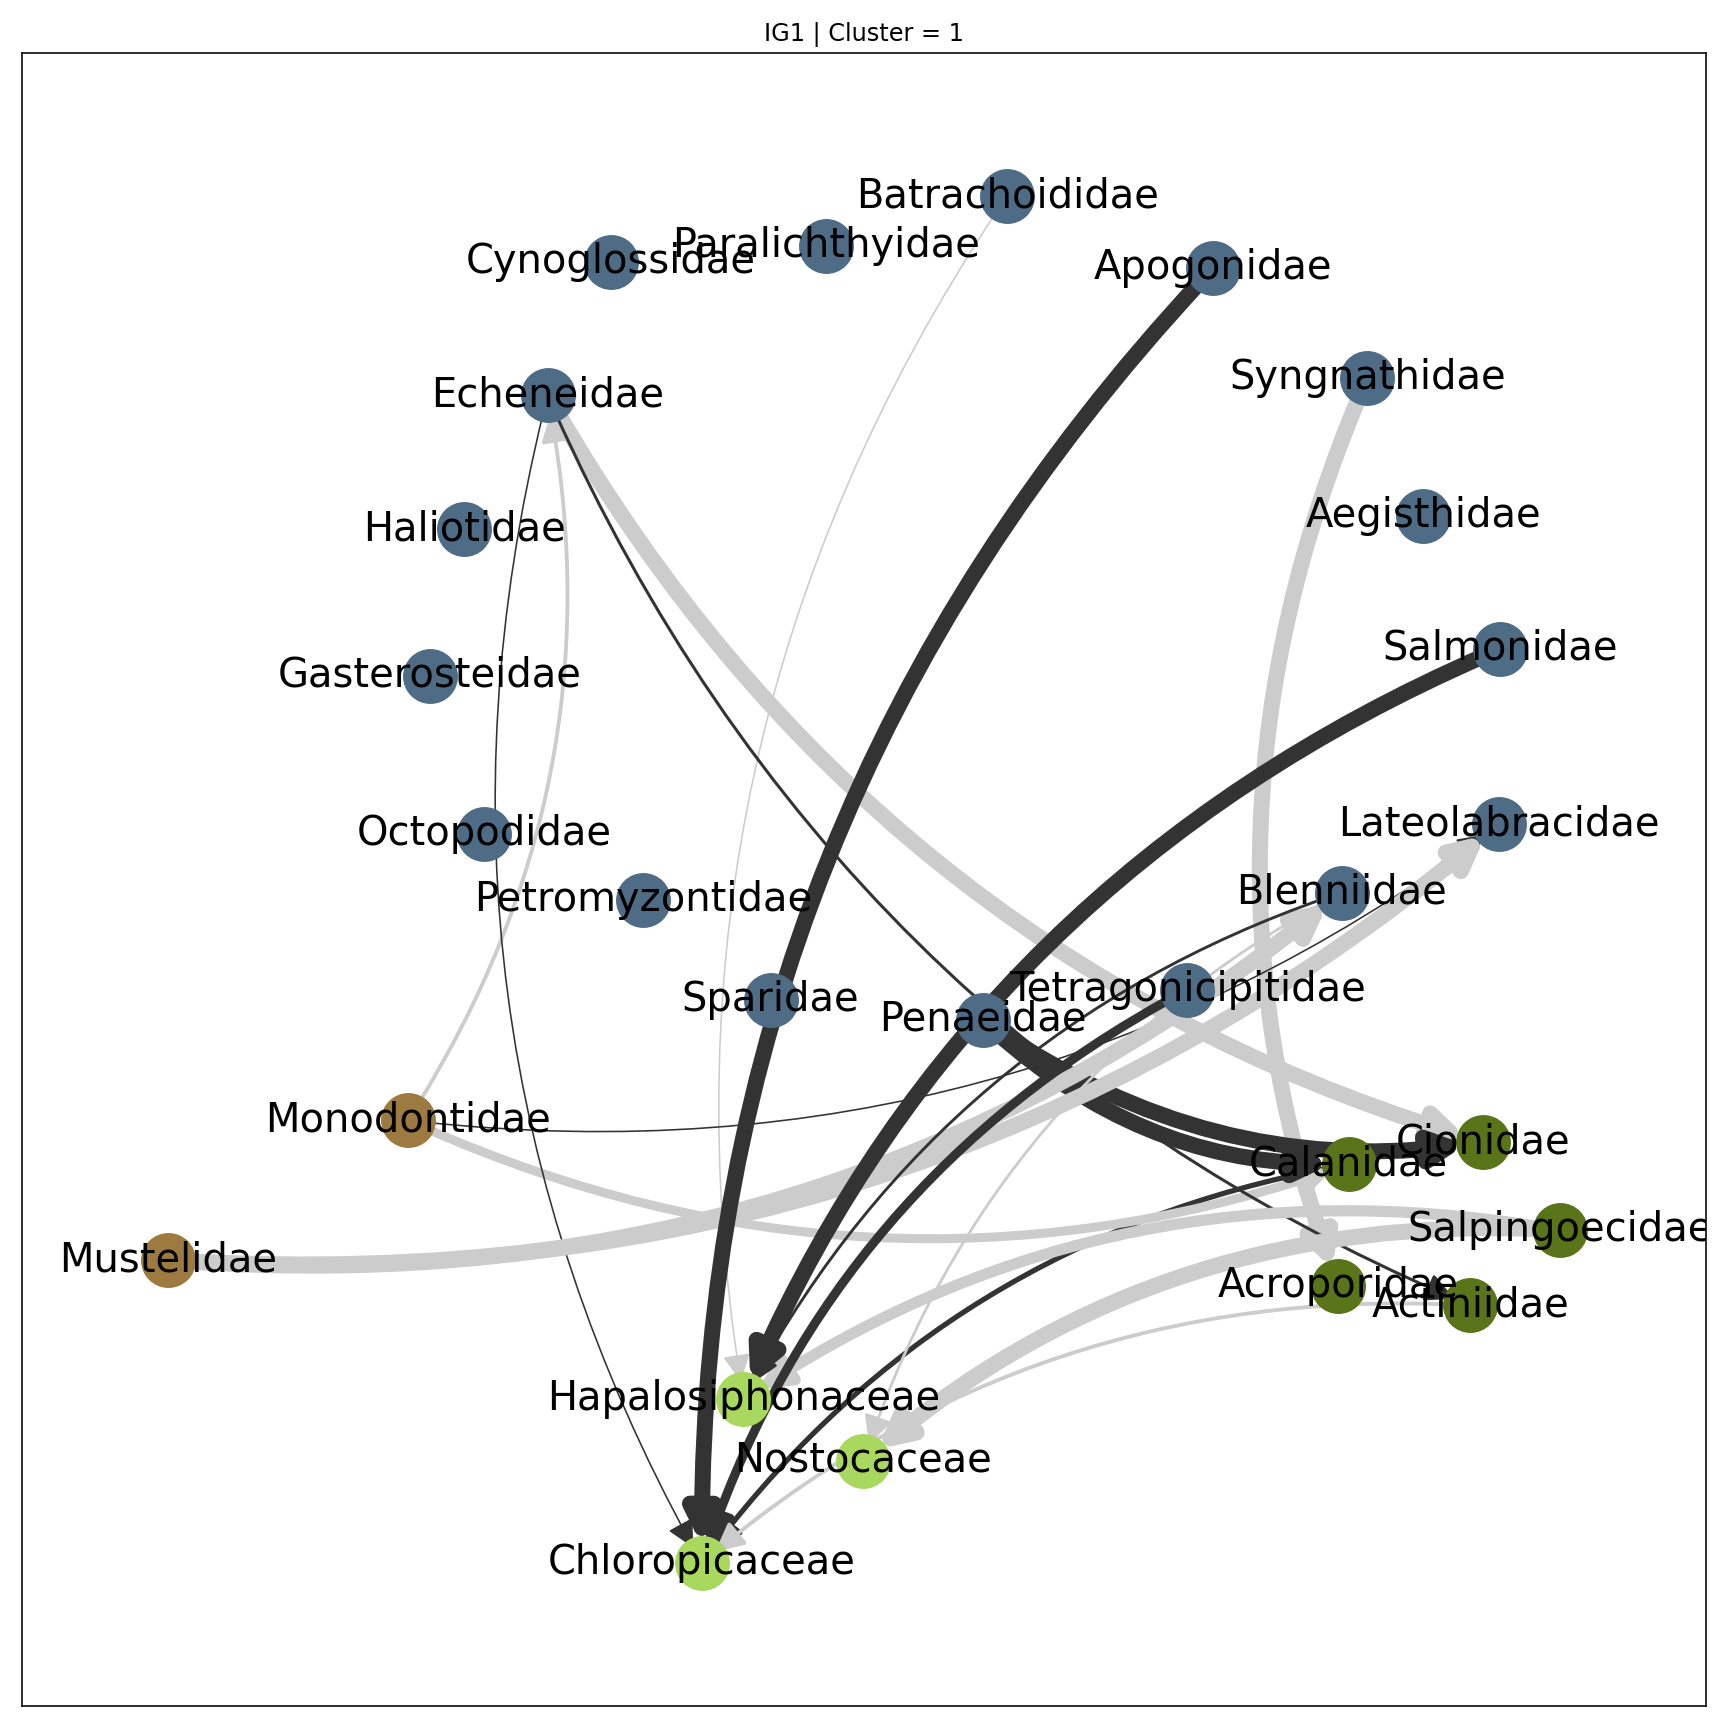 IG1 | Cluster = 1
Batrachoididae
Paralichthyidae
Cynoglossidae
Apogonidae
Syngnathidae
Echeneidae
Aegisthidae
Haliotidae
Salmonidae
Gasterosteidae
Lateolabracidae
Octopodidae
Blenniidae
Petromyzontidae
Tetragonicipitidae
Sparidae
Penaeidae
Monodontidae
Cionidae
Calanidae
Salpingoecidae
Mustelidae
Acroporidae
Actiniidae
Hapalosiphonaceae
Nostocaceae
Chloropicaceae